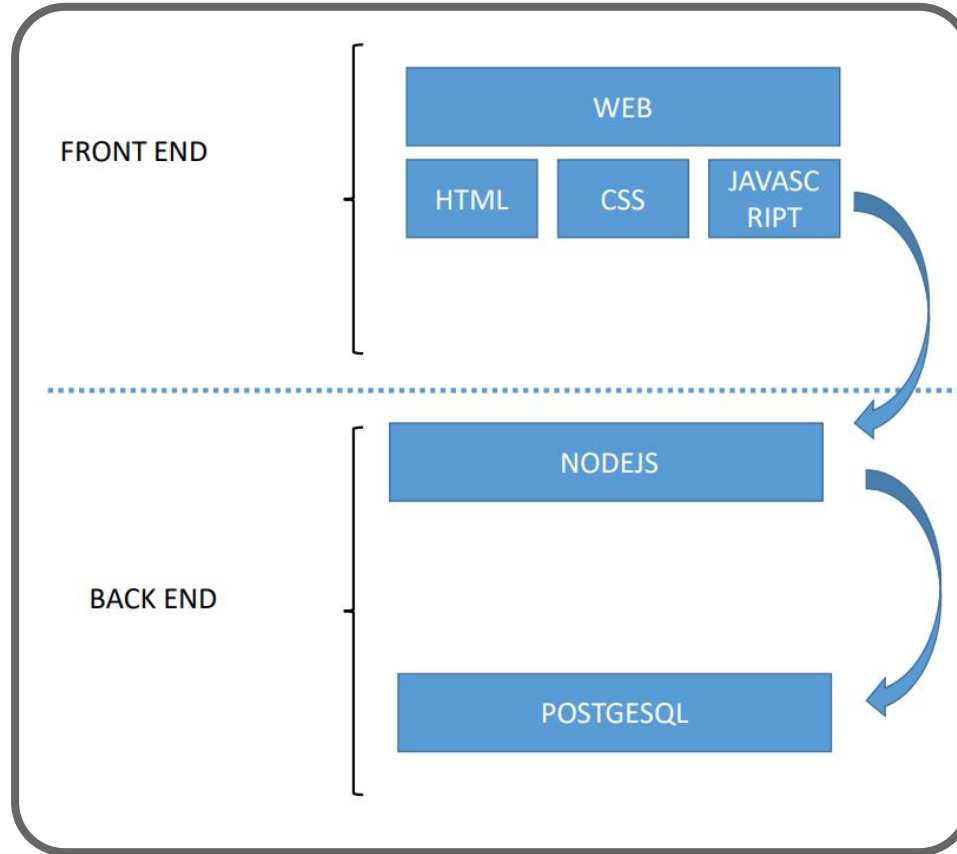 WEB
FRONT END
HTML
CSS
JAVASC
RIPT
NODEJS
BACK END
POSTGESQL